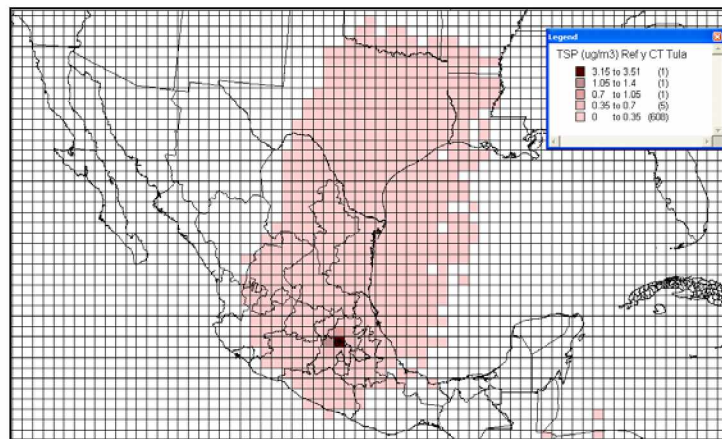 Legend
TSP (ug/m3) Ref y CT Tula
3.15 to 3.51 (1)
1.05 to 1.4 (1)
0.7 to 1.05 (1)
0.35 to 0.7 (5)
0 to 0.35 (608)